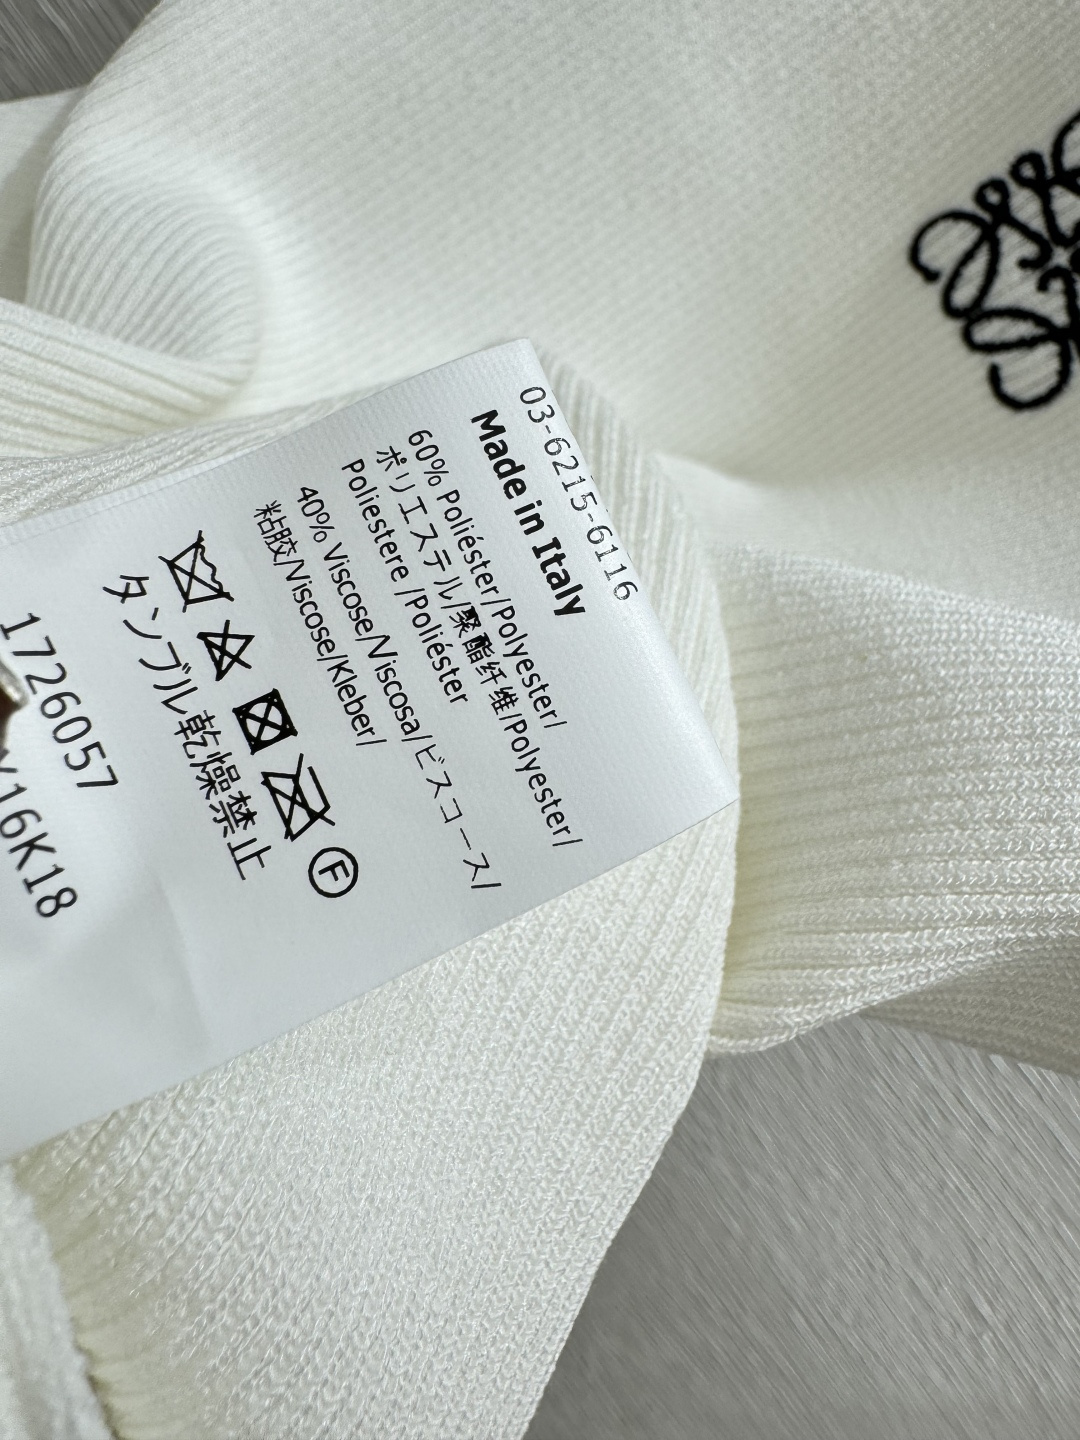 03-6215-6116
Made in Italy
60% Poliéster/Polyester/
ポリエステル/聚酯纤维/Polyester/
Poliestere /Poliéster
40% Viscose/Viscosa/ビスコース/
粘胶/Viscose/Kleber/
F
タンブル乾燥禁止
1726057
Y16K18